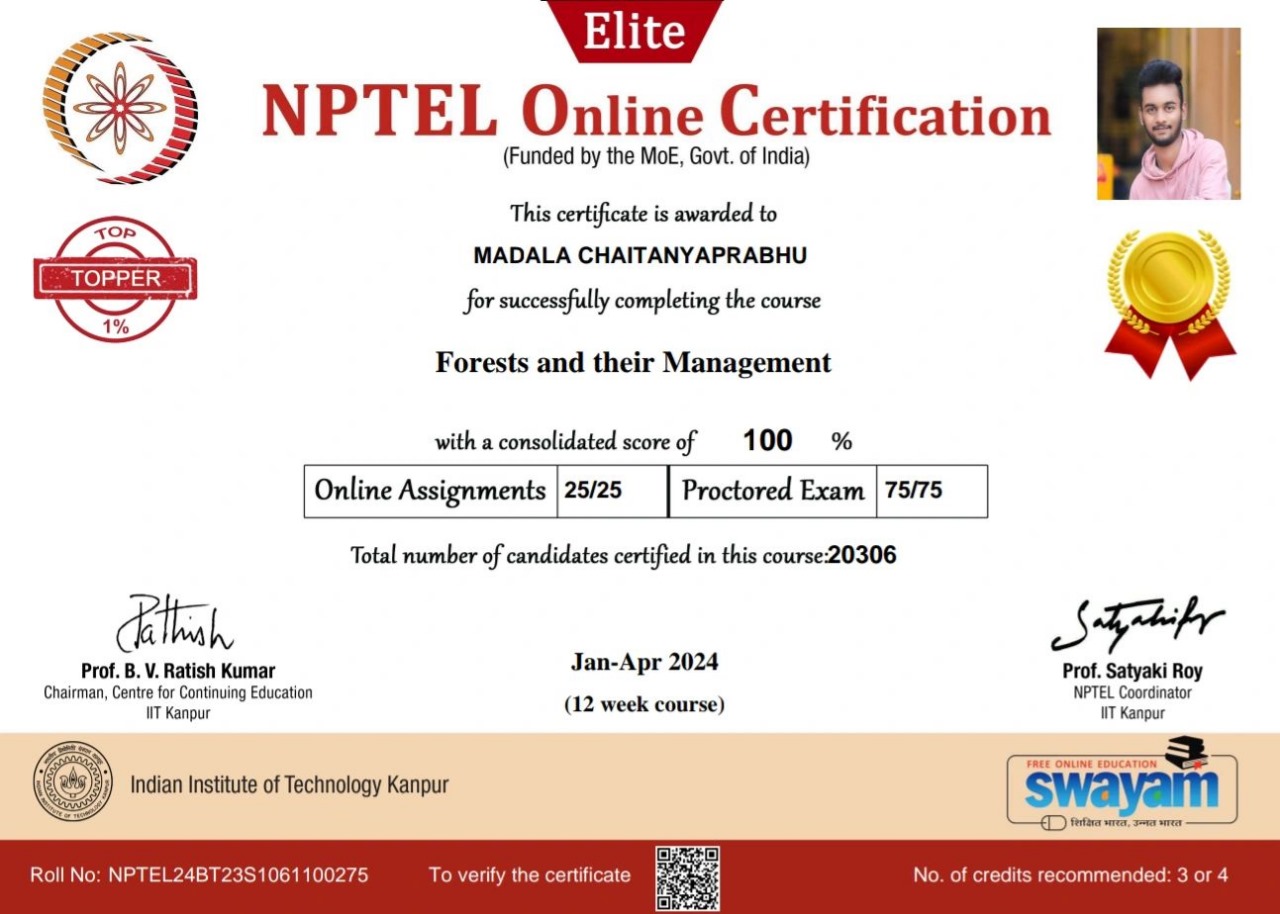 Elite
NPTEL Online Certification
(Funded by the MoE, Govt. of India)
This certificate is awarded to
MADALA CHAITANYAPRABHU
for successfully completing the course
TOP
TOPPER
1%
Forests and their Management
with a consolidated score of 100 %
Online Assignments 25/25 Proctored Exam 75/75
Total number of candidates certified in this course:20306
Prof. B. V. Ratish Kumar
Chairman, Centre for Continuing Education
IIT Kanpur
Jan-Apr 2024
(12 week course)
Prof. Satyaki Roy
NPTEL Coordinator
IIT Kanpur
Indian Institute of Technology Kanpur
FREE ONLINE EDUCATION
swayam
शिक्षित भारत, उन्नत भारत
Roll No: NPTEL24BT23S1061100275
To verify the certificate
No. of credits recommended: 3 or 4